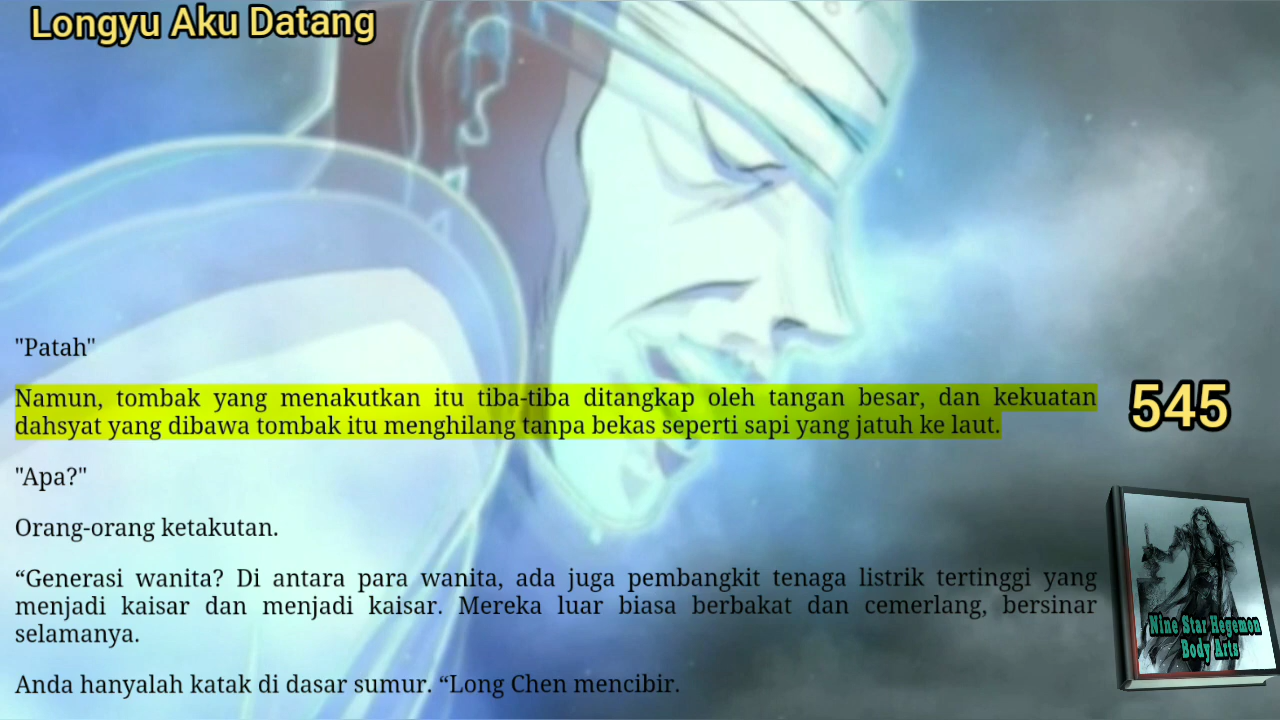 Longyu Aku Datang
"Patah"
Namun, tombak yang menakutkan itu tiba-tiba ditangkap oleh tangan besar, dan kekuatan
dahsyat yang dibawa tombak itu menghilang tanpa bekas seperti sapi yang jatuh ke laut.
545
"Apa?"
Orang-orang ketakutan.
“Generasi wanita? Di antara para wanita, ada juga pembangkit tenaga listrik tertinggi yang
menjadi kaisar dan menjadi kaisar. Mereka luar biasa berbakat dan cemerlang, bersinar
selamanya.
Anda hanyalah katak di dasar sumur. “Long Chen mencibir.
Nine Star Hegemon
Body Arts